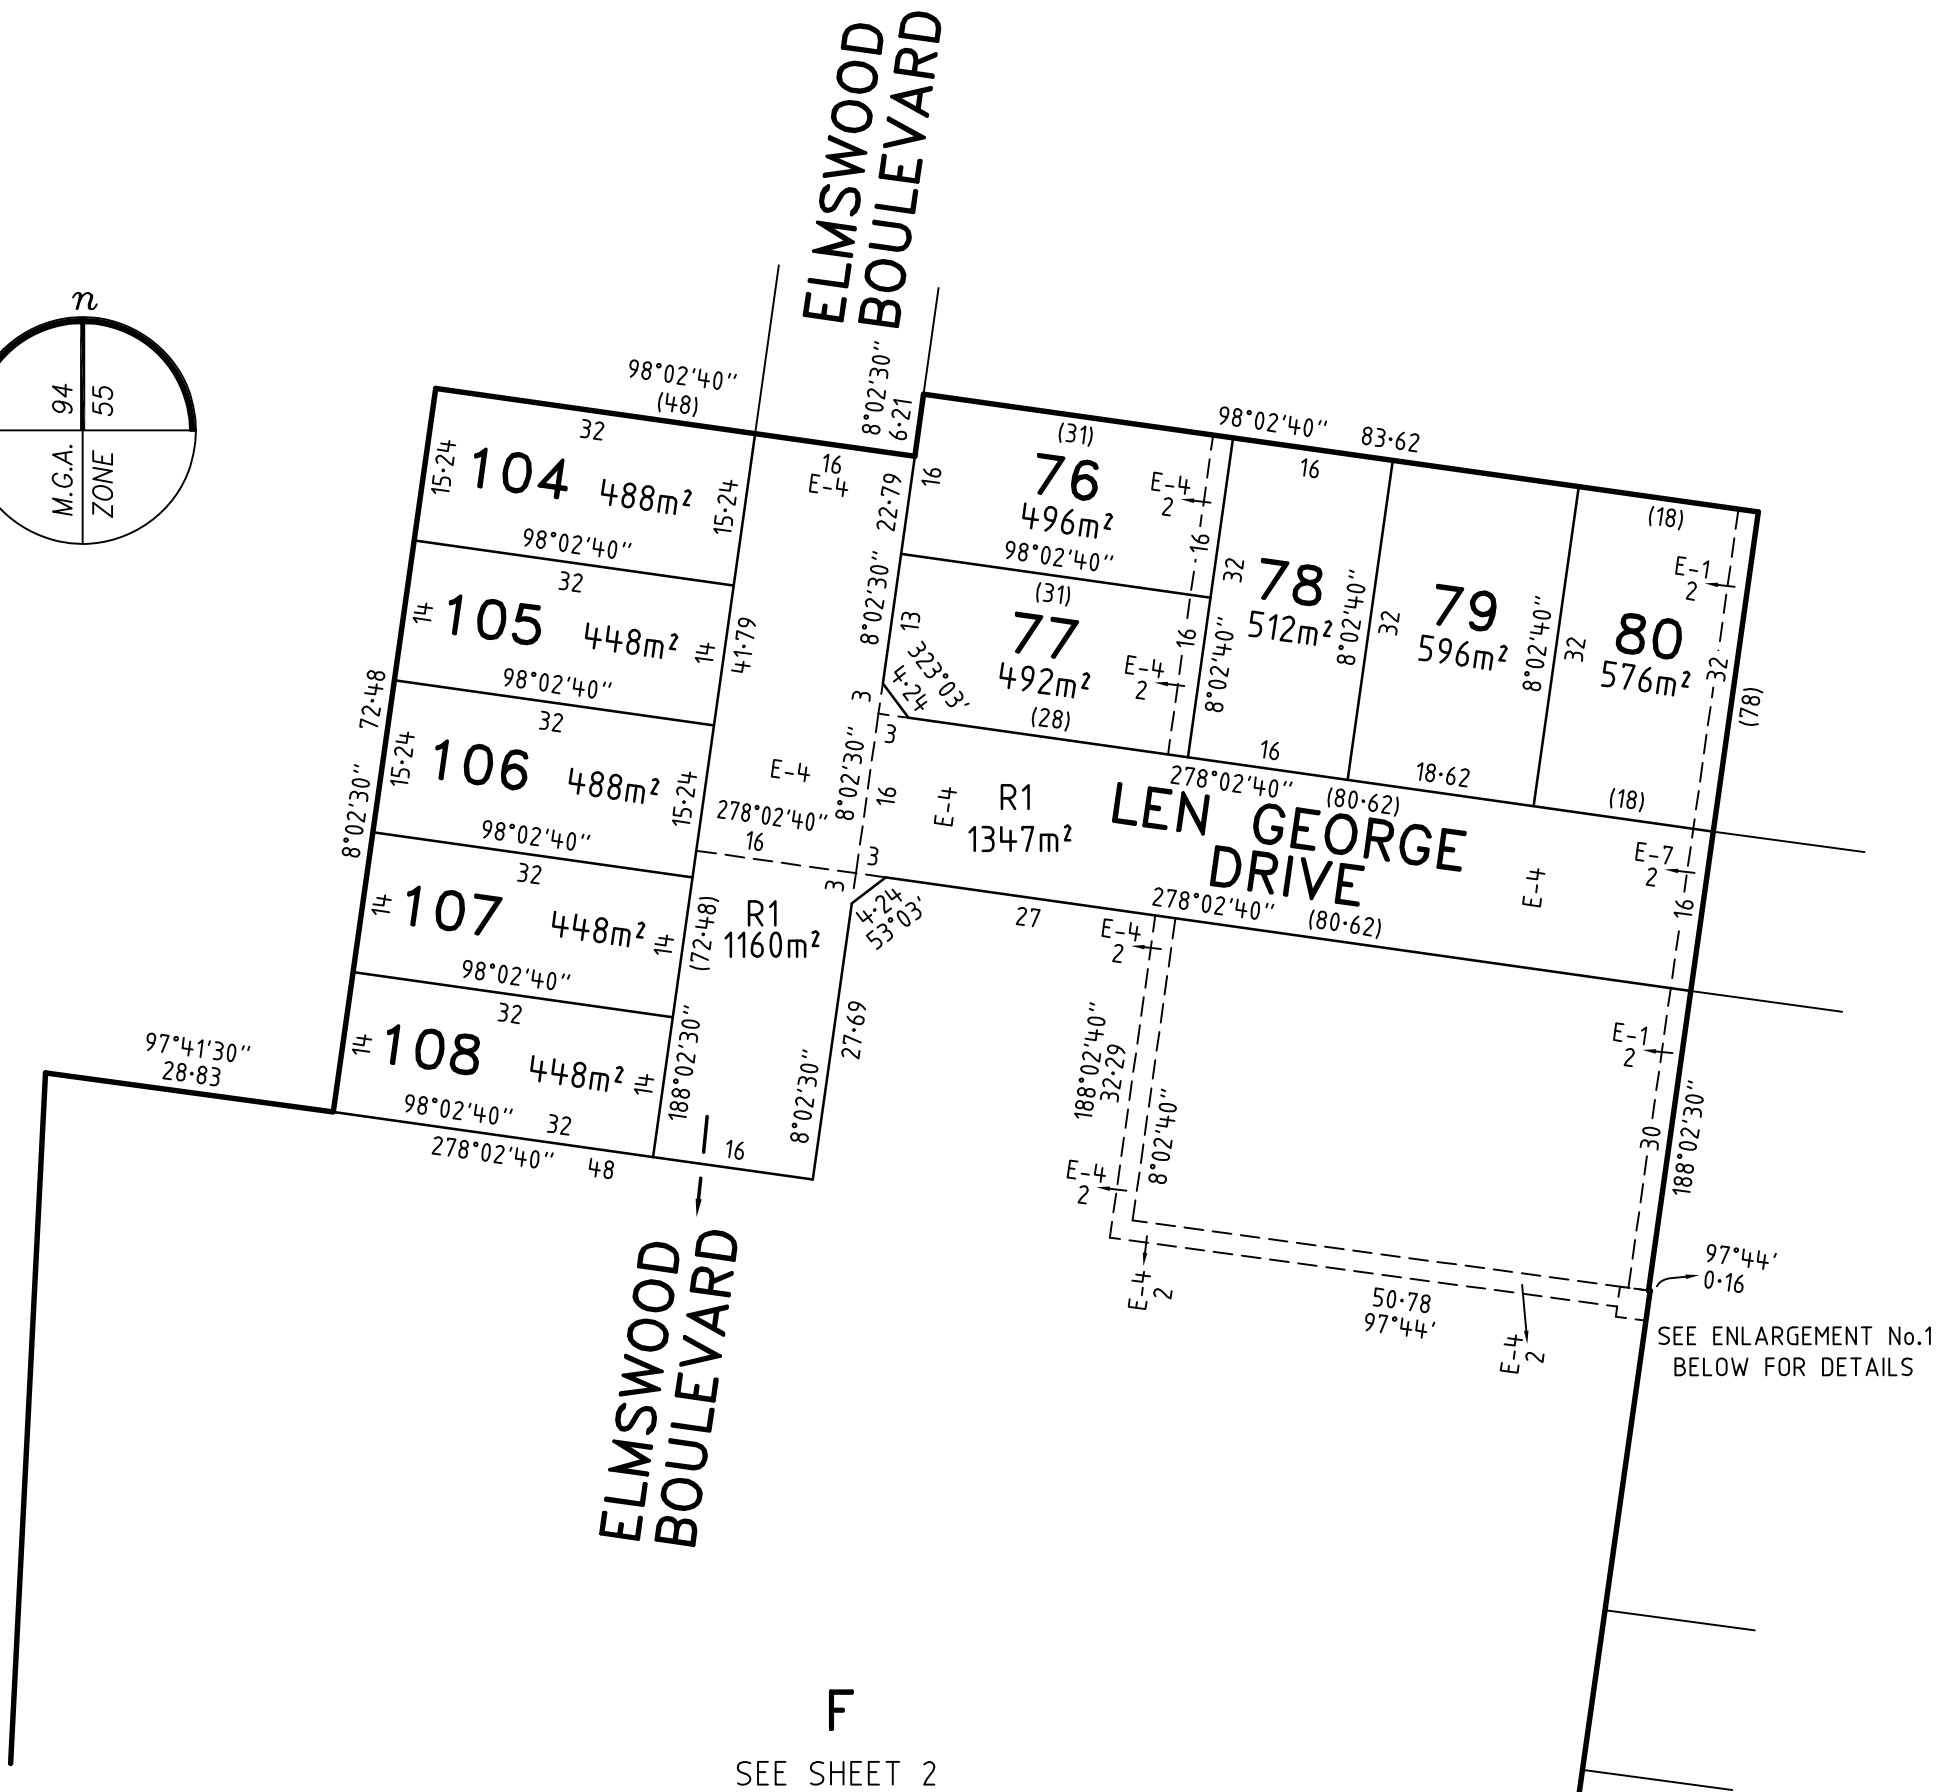 ELMSWOOD
BOULEVARD
n
M.G.A. 94
ZONE 55
98°02'40"
(48)
8°02'30"
6·21
98°02'40" 83·62
32
15·24
104 488m²
15·24
98°02'40"
16
E-4
22·79
8°02'30"
16
(31)
76
496m²
98°02'40"
E-4
2
16
16
(18)
E-1
2
32
105 448m²
14
14
98°02'40"
41·79
13
(31)
77
492m²
(28)
323°03'
4·24
E-4
2
16
32
78
512m²
8°02'40"
16
8°02'40"
32
79
596m²
18·62
8°02'40"
32
80
576m²
(18)
32
(78)
72·48
8°02'30"
32
106 488m²
15·24
15·24
98°02'40"
E-4
278°02'40"
16
3
3
8°02'30"
16
3
3
E-4
R1
1347m²
278°02'40" (80·62)
LEN GEORGE
DRIVE
E-4
E-7
2
16
278°02'40" (80·62)
32
107 448m²
14
14
98°02'40"
(72·48)
R1
1160m²
4·24
53°03'
27
E-4
2
32
108 448m²
14
14
98°02'40" 32
278°02'40" 48
188°02'30"
16
27·69
8°02'30"
97°41'30"
28·83
188°02'40"
32·29
8°02'40"
E-4
2
E-4
2
50·78
97°44'
E-4
2
E-1
2
30
188°02'30"
97°44'
0·16
SEE ENLARGEMENT No.1
BELOW FOR DETAILS
ELMSWOOD
BOULEVARD
F
SEE SHEET 2